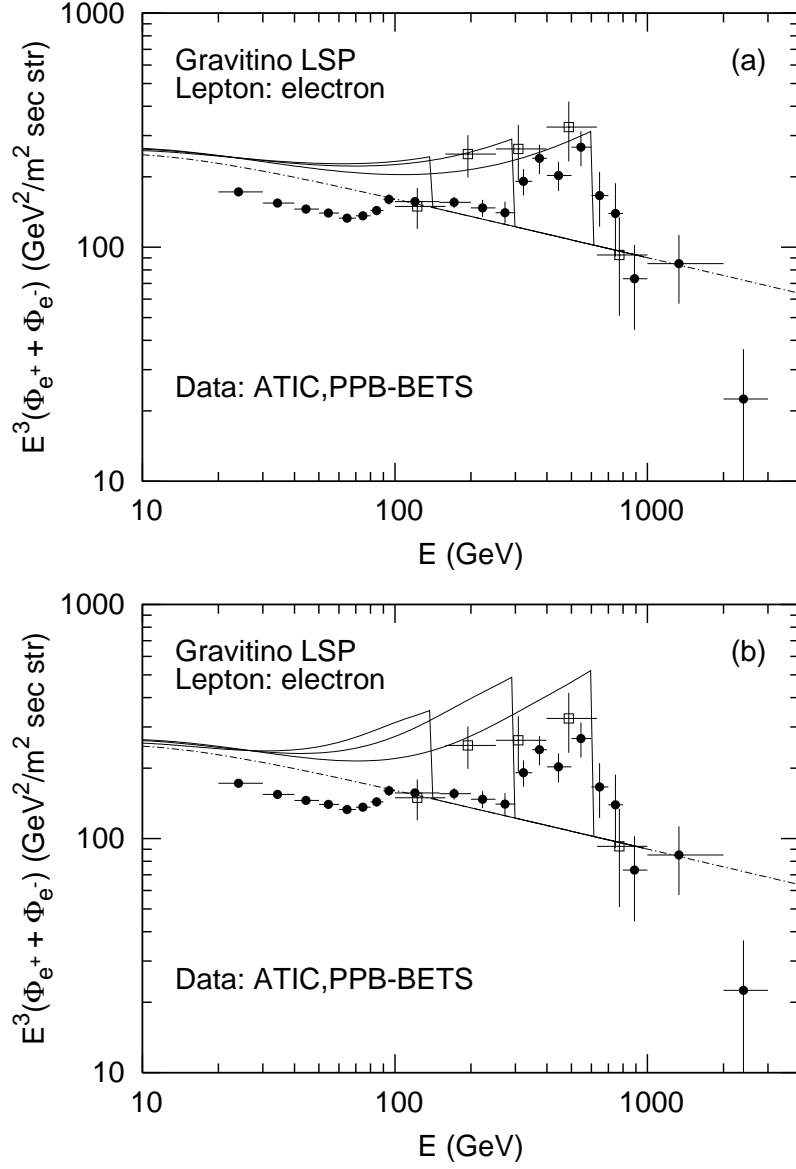 1000
Gravitino LSP
(a)
Lepton: electron
E³(Φe⁺ + Φe⁻) (GeV²/m² sec str)
100
Data: ATIC,PPB-BETS
10
10 100 1000
E (GeV)
1000
Gravitino LSP
(b)
Lepton: electron
E³(Φe⁺ + Φe⁻) (GeV²/m² sec str)
100
Data: ATIC,PPB-BETS
10
10 100 1000
E (GeV)